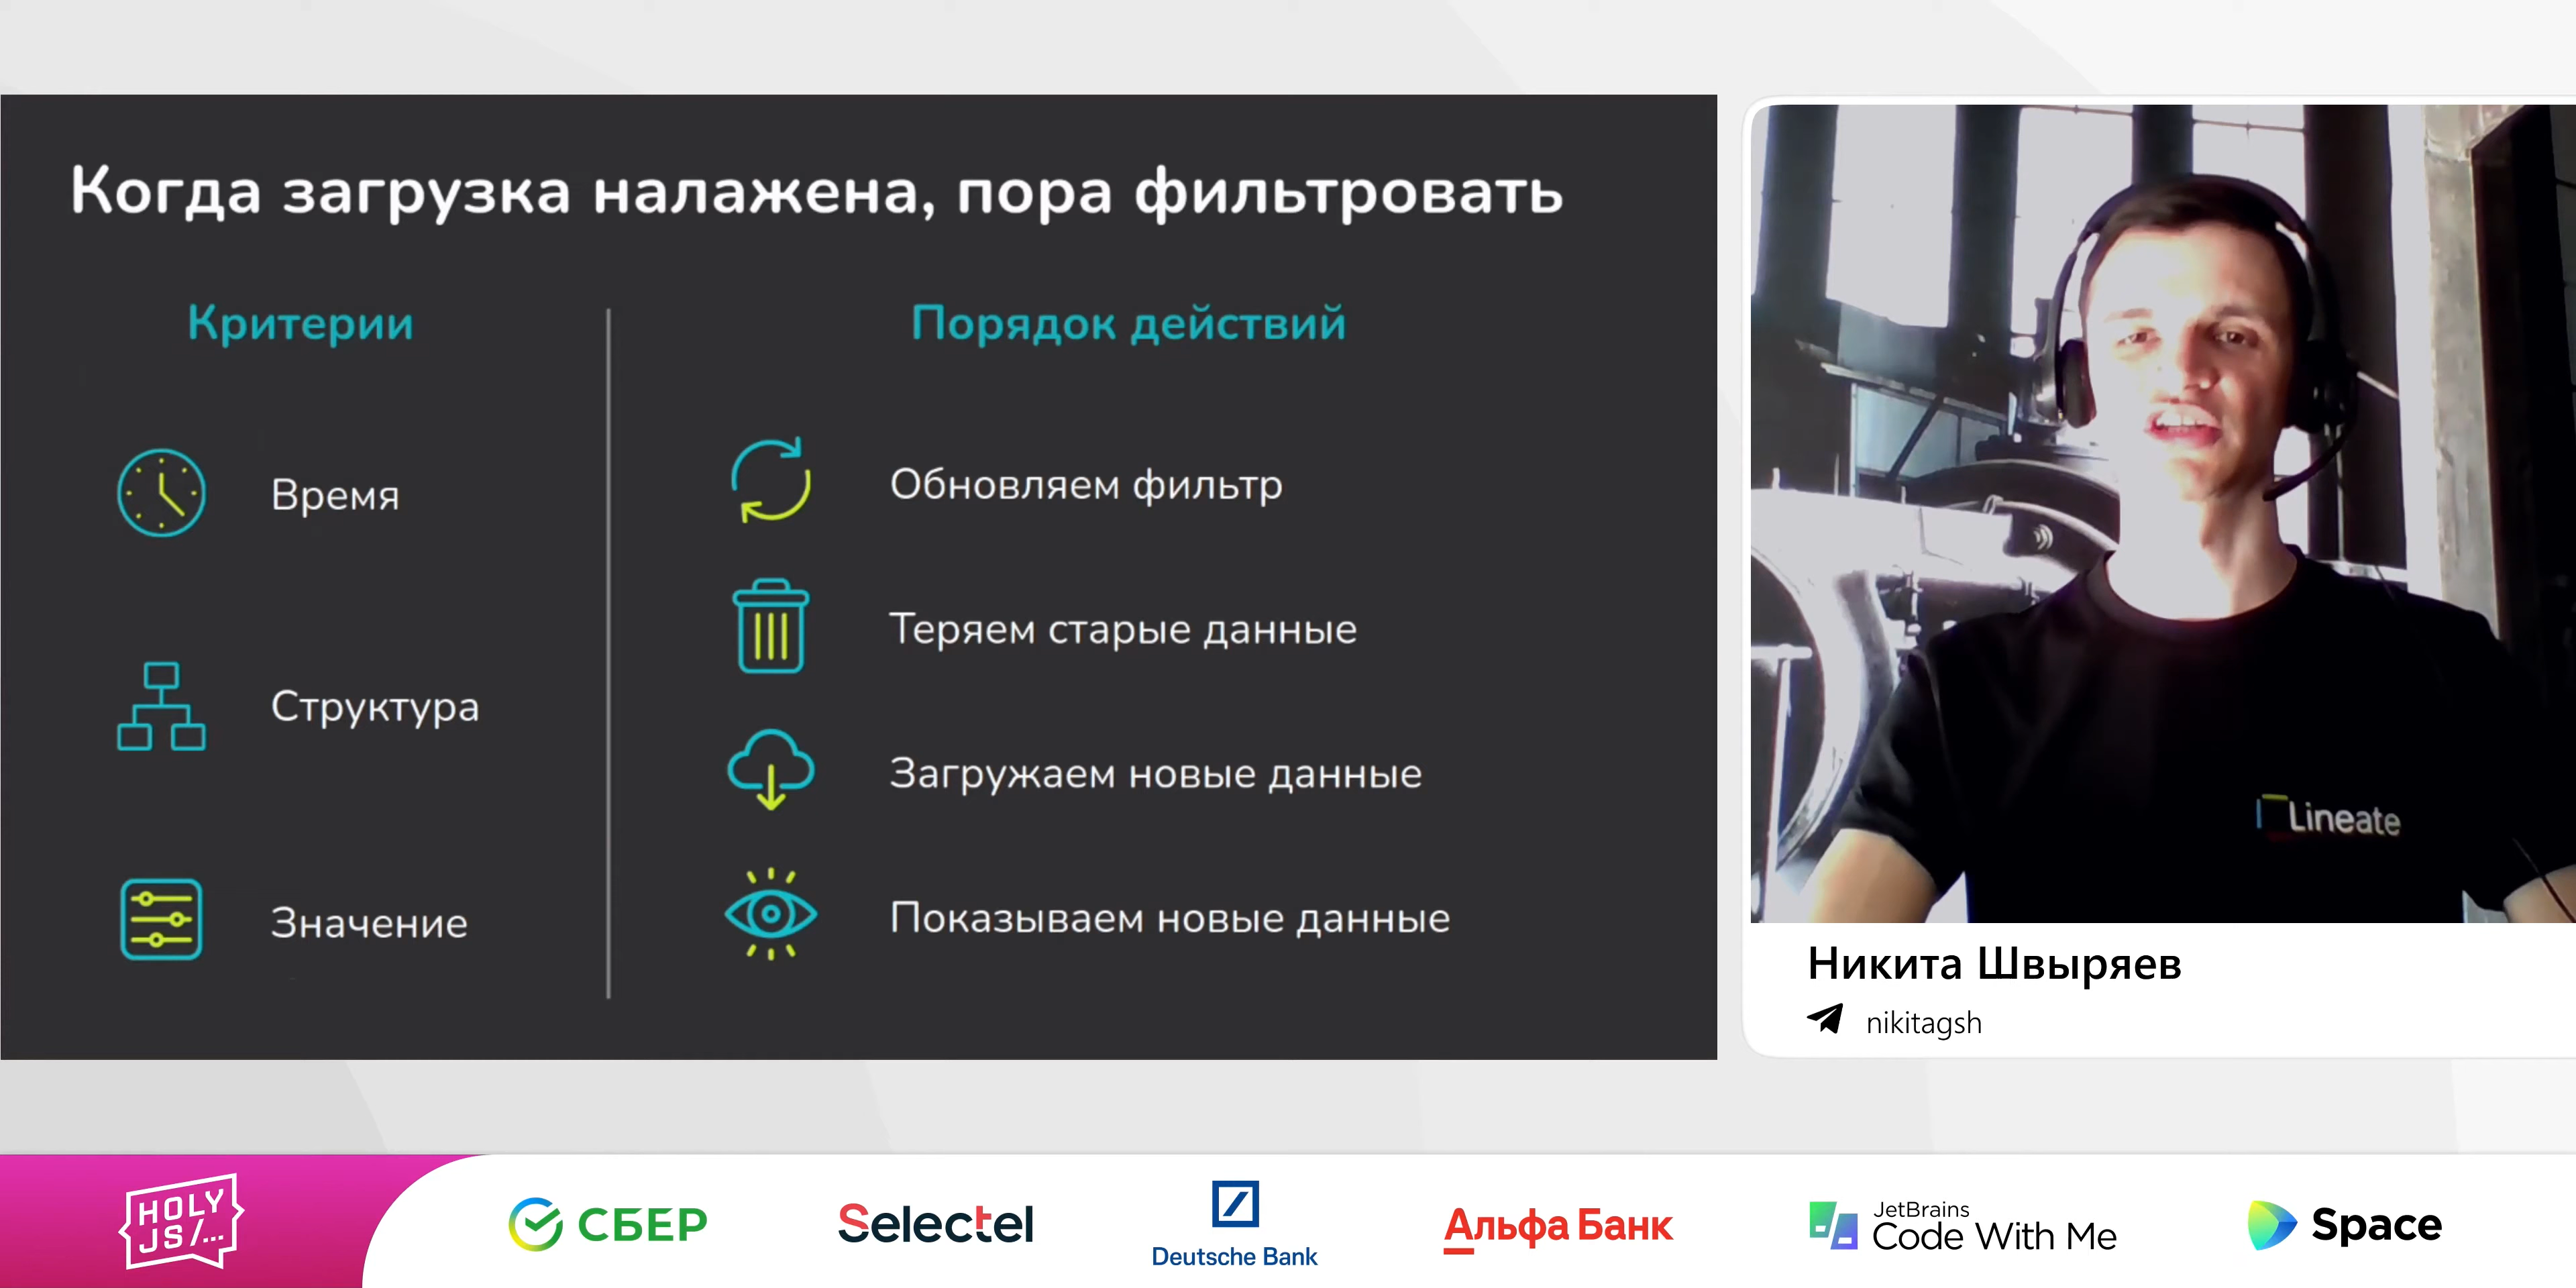 Когда загрузка налажена, пора фильтровать
Критерии
Время
Структура
Значение
Порядок действий
Обновляем фильтр
Теряем старые данные
Загружаем новые данные
Показываем новые данные
Lineate
Никита Швыряев
nikitagsh
HOLY
JS/...
СБЕР
Selectel
Deutsche Bank
Альфа Банк
JetBrains
Code With Me
Space